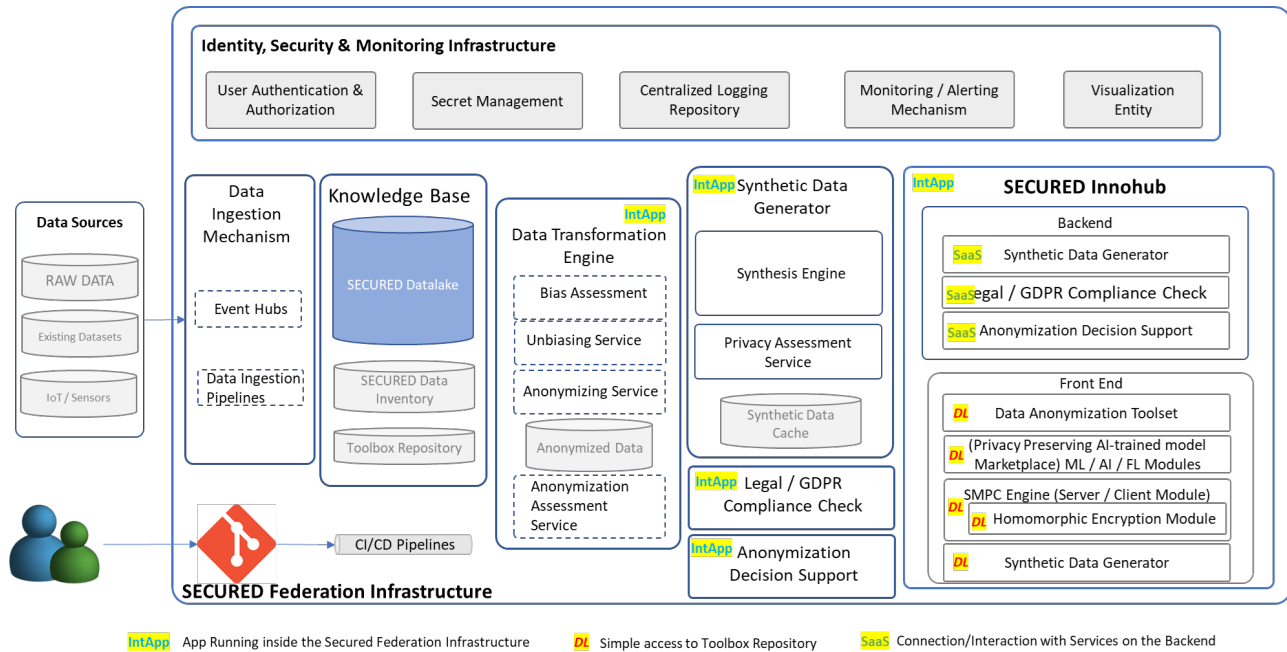 Identity, Security & Monitoring Infrastructure
User Authentication &
Authorization
Secret Management
Centralized Logging
Repository
Monitoring / Alerting
Mechanism
Visualization
Entity
Data Sources
RAW DATA
Existing Datasets
IoT / Sensors
Data
Ingestion
Mechanism
Event Hubs
Data Ingestion
Pipelines
Knowledge Base
SECURED Datalake
SECURED Data
Inventory
Toolbox Repository
IntApp
Data Transformation
Engine
Bias Assessment
Unbiasing Service
Anonymizing Service
Anonymized Data
Anonymization
Assessment
Service
IntApp Synthetic Data
Generator
Synthesis Engine
Privacy Assessment
Service
Synthetic Data
Cache
IntApp Legal / GDPR
Compliance Check
IntApp Anonymization
Decision Support
IntApp SECURED Innohub
Backend
SaaS Synthetic Data Generator
SaaS egal / GDPR Compliance Check
SaaS Anonymization Decision Support
Front End
DL Data Anonymization Toolset
DL (Privacy Preserving AI-trained model
Marketplace) ML / AI / FL Modules
SMPC Engine (Server / Client Module)
DL
DL Homomorphic Encryption Module
DL Synthetic Data Generator
CI/CD Pipelines
SECURED Federation Infrastructure
IntApp App Running inside the Secured Federation Infrastructure
DL Simple access to Toolbox Repository
SaaS Connection/Interaction with Services on the Backend